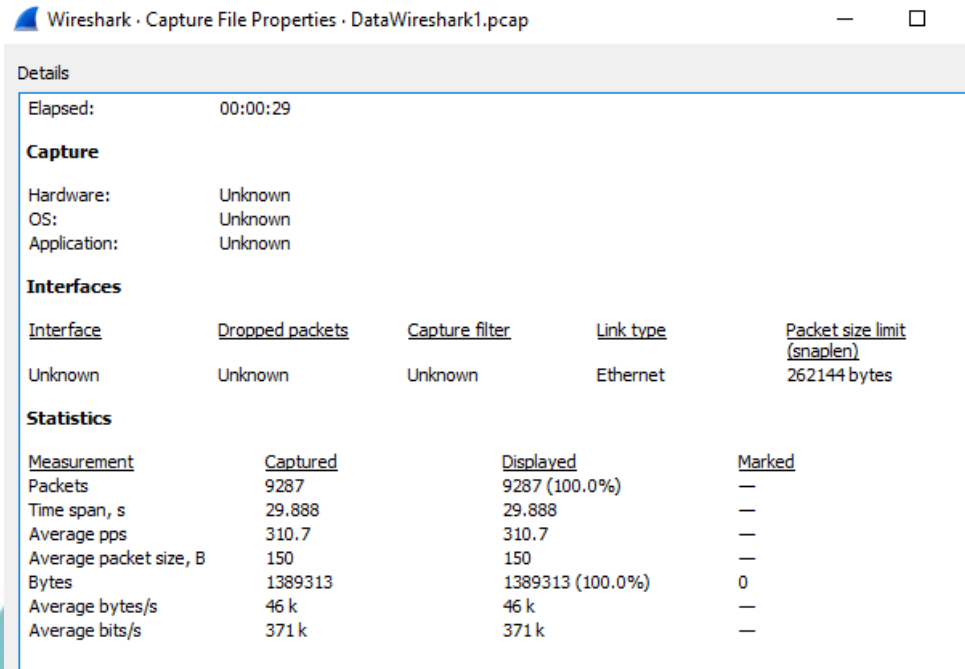 Wireshark · Capture File Properties · DataWireshark1.pcap
Details
Elapsed: 00:00:29
Capture
Hardware: Unknown
OS: Unknown
Application: Unknown
Interfaces
Interface Dropped packets Capture filter Link type Packet size limit
(snaplen)
Unknown Unknown Unknown Ethernet 262144 bytes
Statistics
Measurement Captured Displayed Marked
Packets 9287 9287 (100.0%) —
Time span, s 29.888 29.888 —
Average pps 310.7 310.7 —
Average packet size, B 150 150 —
Bytes 1389313 1389313 (100.0%) 0
Average bytes/s 46 k 46 k —
Average bits/s 371 k 371 k —